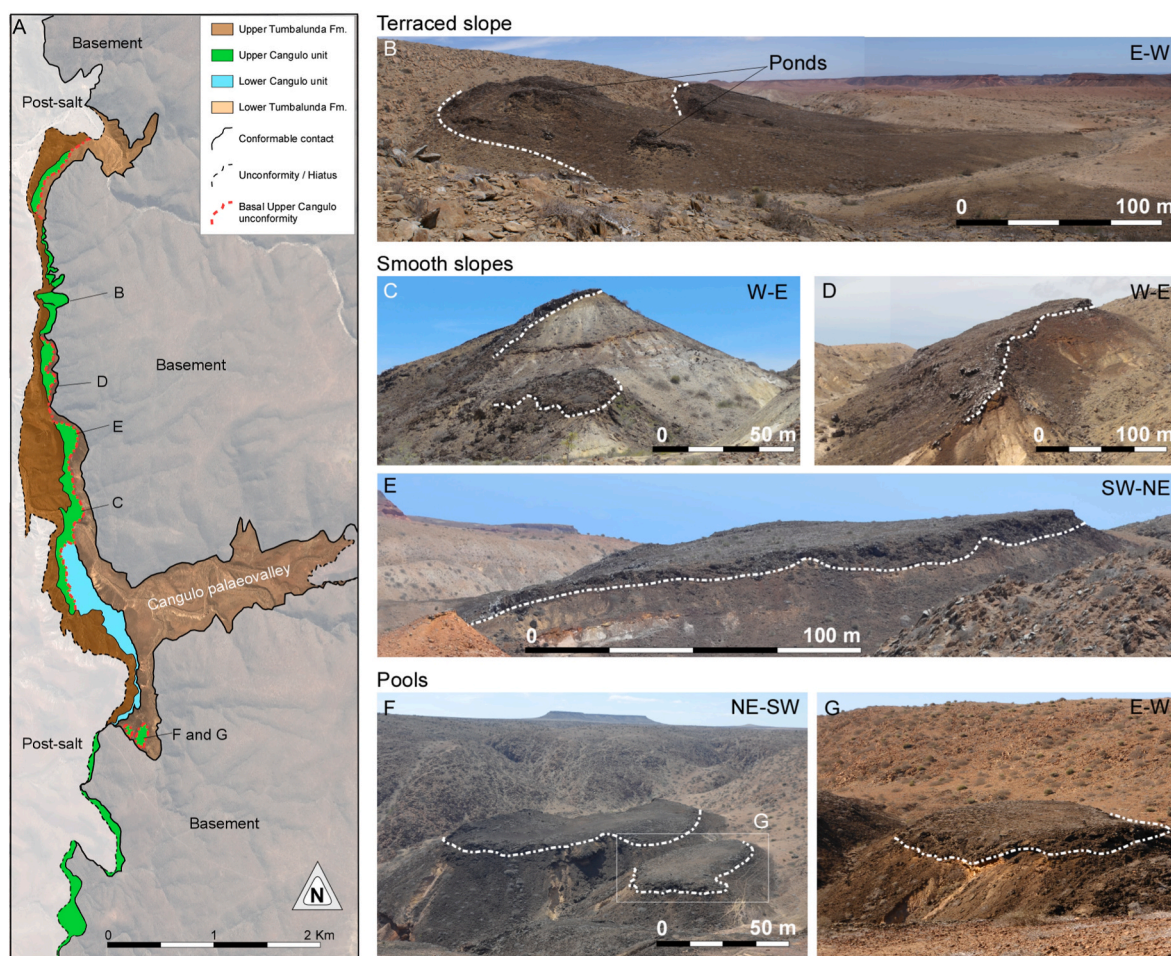 A
Basement
Post-salt
Upper Tumbalunda Fm.
Upper Cangulo unit
Lower Cangulo unit
Lower Tumbalunda Fm.
Conformable contact
Unconformity / Hiatus
Basal Upper Cangulo
unconformity
B
Basement
D
E
C
Cangulo palaeovalley
F and G
Post-salt
Basement
N
0 1 2 Km
Terraced slope
B
Ponds
E-W
0 100 m
Smooth slopes
C
W-E
0 50 m
D
W-E
0 100 m
E
SW-NE
0 100 m
Pools
F
NE-SW
G
0 50 m
G
E-W